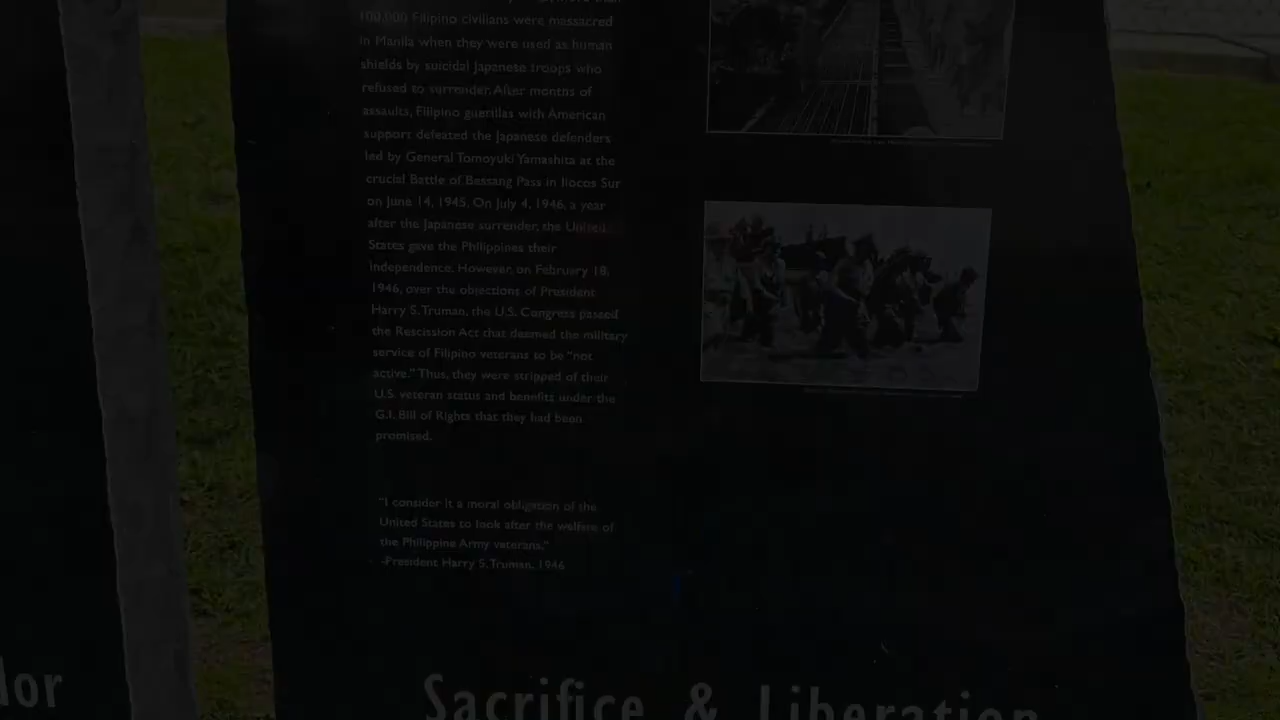 100,000 Filipino civilians were massacred
in Manila when they were used as human
shields by suicidal Japanese troops who
refused to surrender. After months of
assaults, Filipino guerillas with American
support defeated the Japanese defenders
led by General Tomoyuki Yamashita at the
crucial Battle of Bessang Pass in Ilocos Sur
on June 14, 1945. On July 4, 1946, a year
after the Japanese surrender, the United
States gave the Philippines their
independence. However, on February 18,
1946, over the objections of President
Harry S. Truman, the U.S. Congress passed
the Rescission Act that deemed the military
service of Filipino veterans to be "not
active." Thus, they were stripped of their
U.S. veteran status and benefits under the
G.I. Bill of Rights that they had been
promised.
"I consider it a moral obligation of the
United States to look after the welfare of
the Philippine Army veterans."
-President Harry S. Truman, 1946
dor
Sacrifice & Liberation